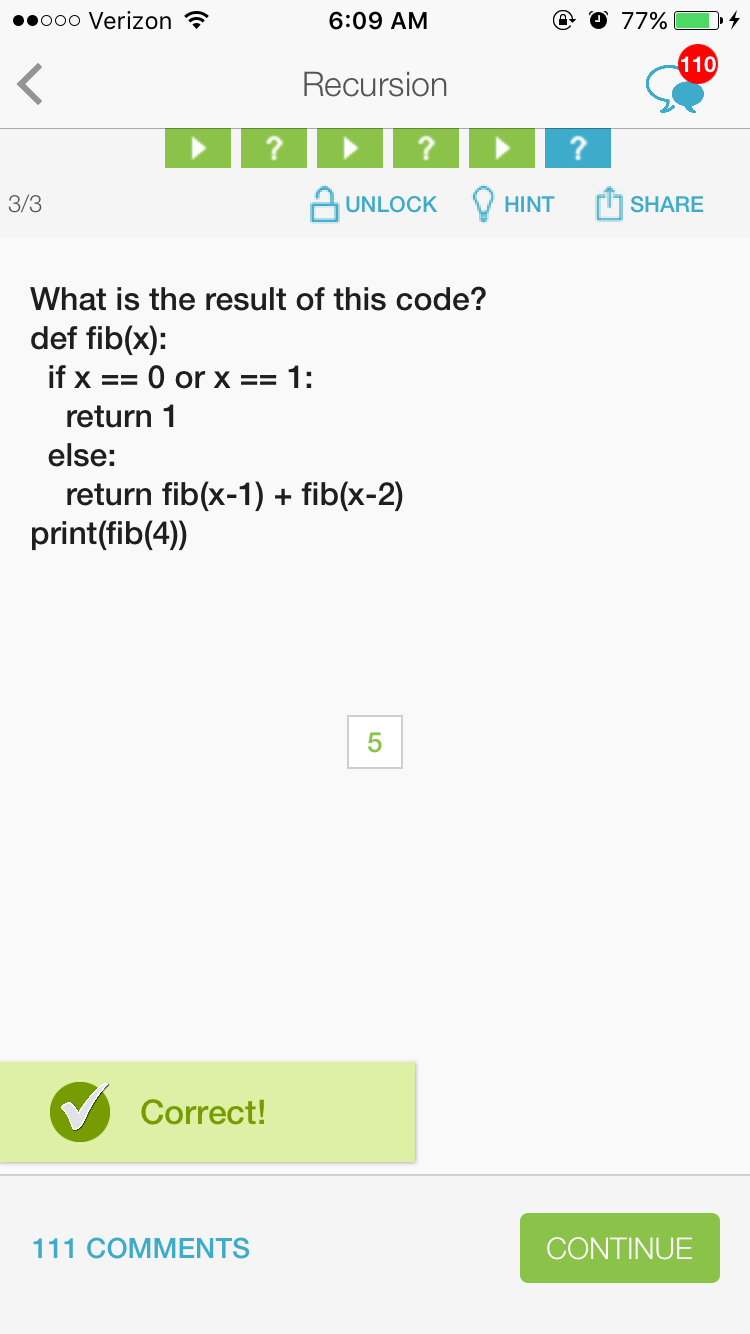 Verizon 6:09 AM 77%
Recursion 110
? ? ?
3/3 UNLOCK HINT SHARE
What is the result of this code?
def fib(x):
  if x == 0 or x == 1:
    return 1
  else:
    return fib(x-1) + fib(x-2)
print(fib(4))
5
Correct!
111 COMMENTS CONTINUE